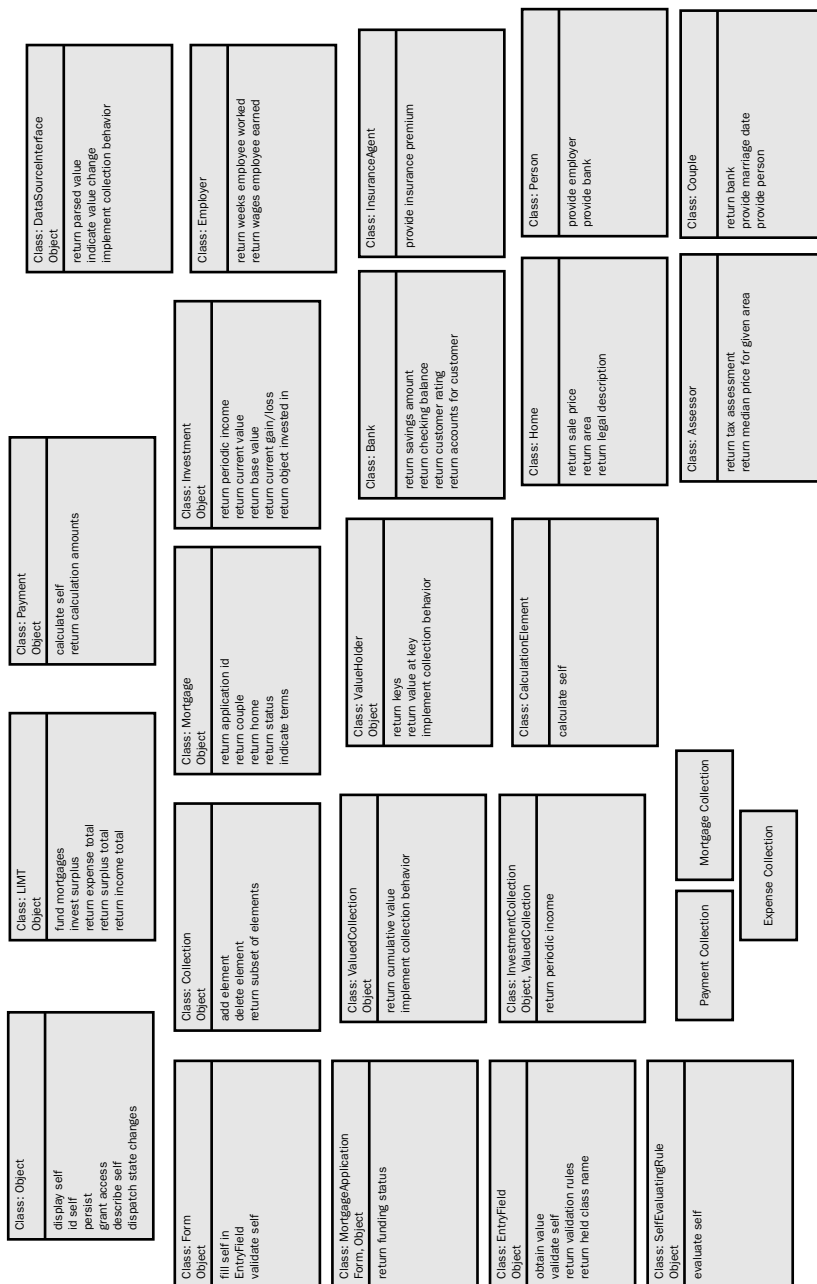 Class: Object
display self
id self
persist
grant access
describe self
dispatch state changes
Class: LIMT
Object
fund mortgages
invest surplus
return expense total
return surplus total
return income total
Class: Payment
Object
calculate self
return calculation amounts
Class: DataSourceInterface
Object
return parsed value
indicate value change
implement collection behavior
Class: Form
Object
fill self in
EntryField
validate self
Class: Collection
Object
add element
delete element
return subset of elements
Class: Mortgage
Object
return application id
return couple
return home
return status
indicate terms
Class: Investment
Object
return periodic income
return current value
return base value
return current gain/loss
return object invested in
Class: Employer
return weeks employee worked
return wages employee earned
Class: MortgageApplication
Form, Object
return funding status
Class: ValuedCollection
Object
return cumulative value
implement collection behavior
Class: ValueHolder
Object
return keys
return value at key
implement collection behavior
Class: Bank
return savings amount
return checking balance
return customer rating
return accounts for customer
Class: InsuranceAgent
provide insurance premium
Class: EntryField
Object
obtain value
validate self
return validation rules
return held class name
Class: InvestmentCollection
Object, ValuedCollection
return periodic income
Class: CalculationElement
calculate self
Class: Home
return sale price
return area
return legal description
Class: Person
provide employer
provide bank
Class: SelfEvaluatingRule
Object
evaluate self
Payment Collection
Mortgage Collection
Expense Collection
Class: Assessor
return tax assessment
return median price for given area
Class: Couple
return bank
provide marriage date
provide person